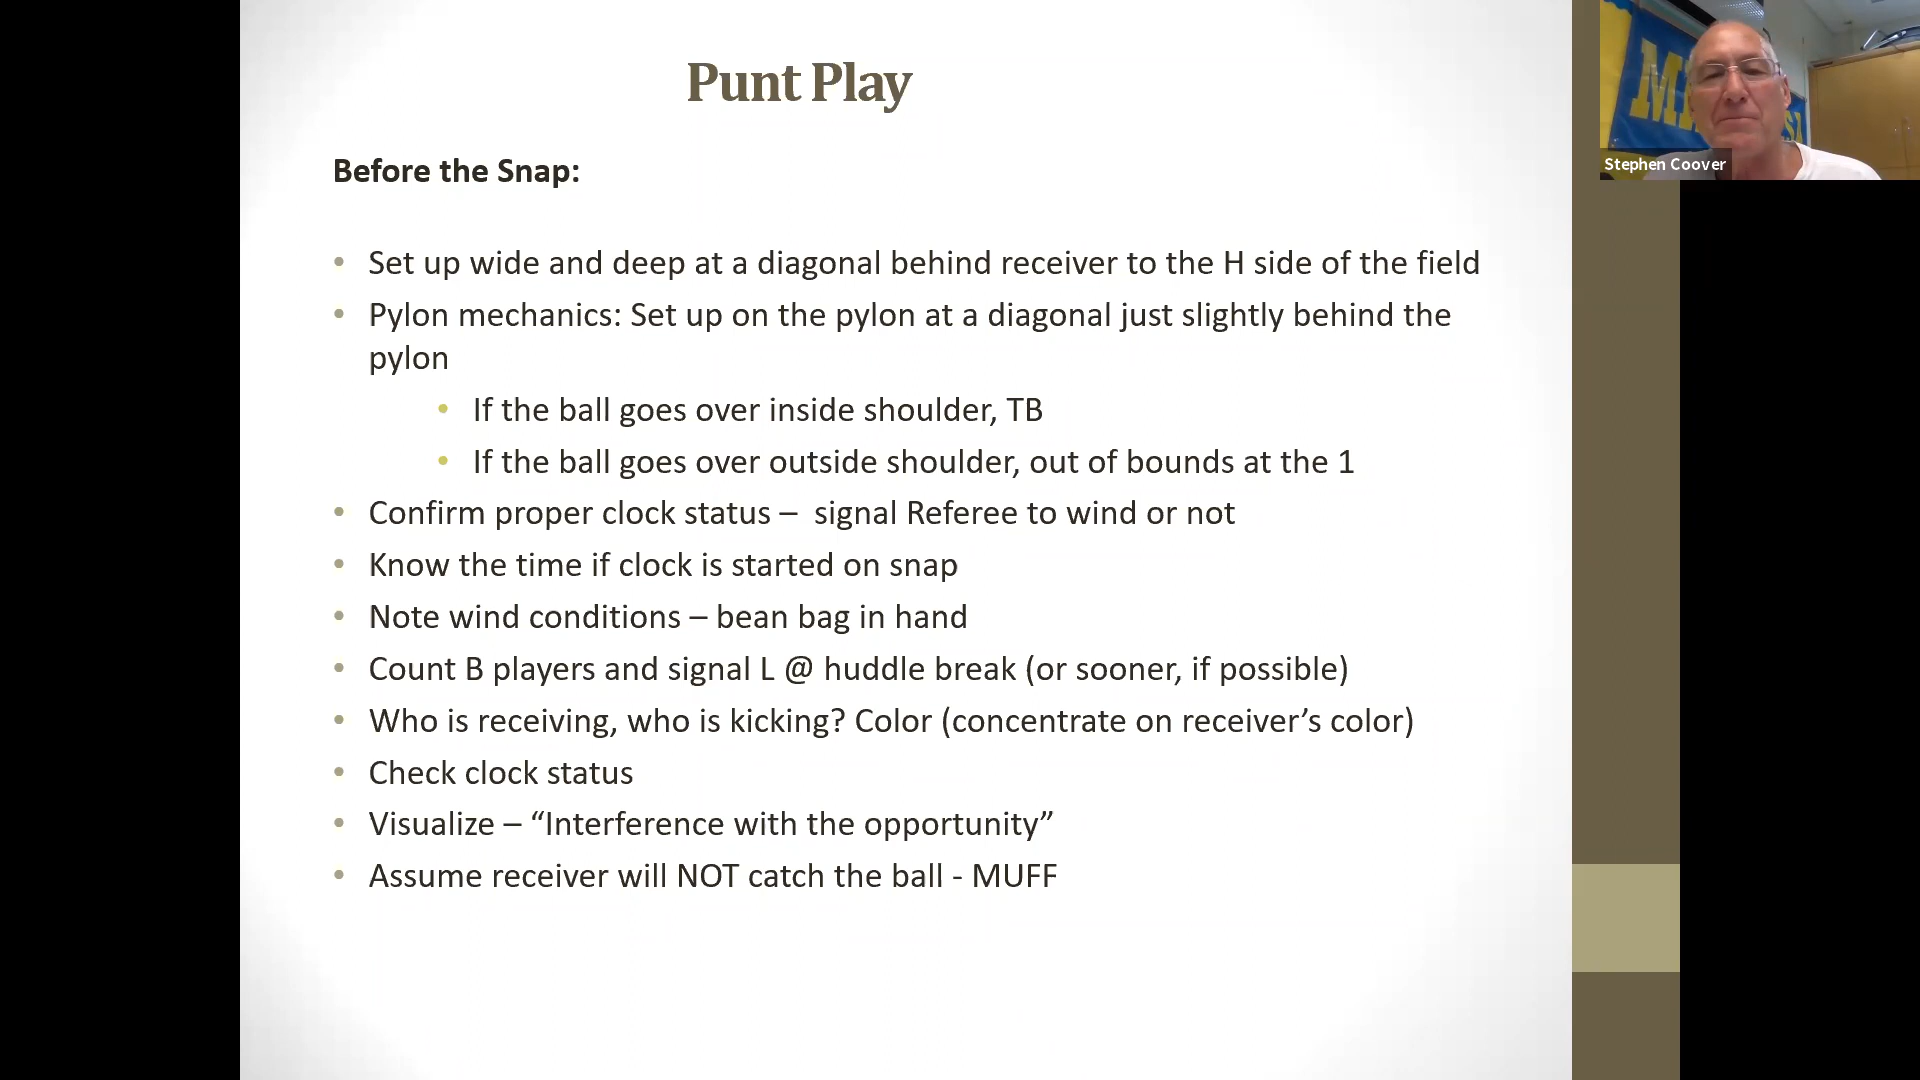 Punt Play
Stephen Coover
Before the Snap:
• Set up wide and deep at a diagonal behind receiver to the H side of the field
• Pylon mechanics: Set up on the pylon at a diagonal just slightly behind the
pylon
• If the ball goes over inside shoulder, TB
• If the ball goes over outside shoulder, out of bounds at the 1
• Confirm proper clock status – signal Referee to wind or not
• Know the time if clock is started on snap
• Note wind conditions – bean bag in hand
• Count B players and signal L @ huddle break (or sooner, if possible)
• Who is receiving, who is kicking? Color (concentrate on receiver’s color)
• Check clock status
• Visualize – “Interference with the opportunity”
• Assume receiver will NOT catch the ball - MUFF